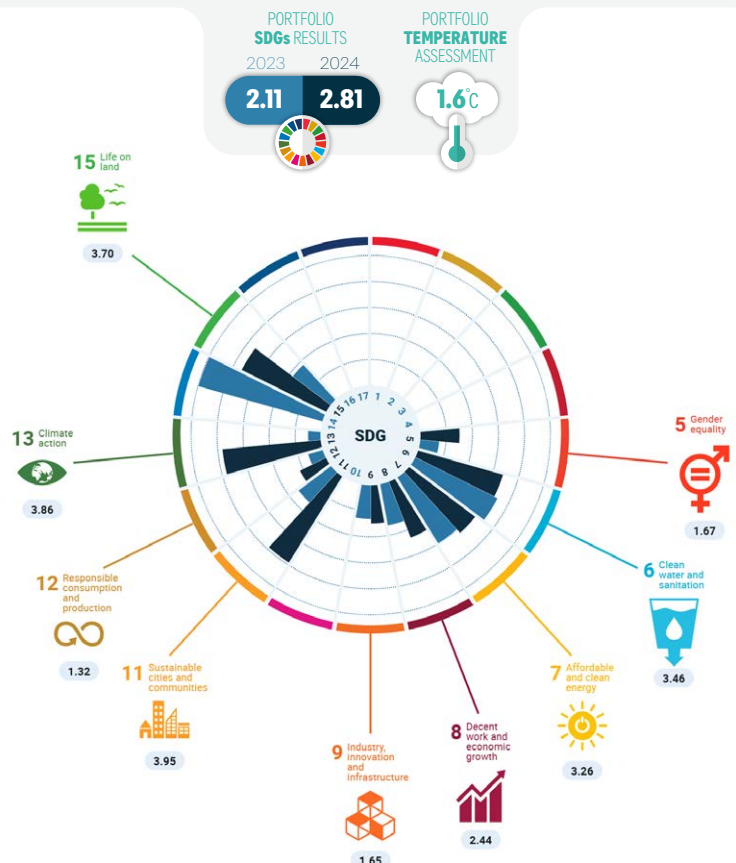 PORTFOLIO
SDGs RESULTS
2023 2024
2.11 2.81
PORTFOLIO
TEMPERATURE
ASSESSMENT
1.6°C
15 Life on
land
3.70
SDG
1 2 3 4 5 6 7 8 9 10 11 12 13 14 15 16 17
5 Gender
equality
1.67
13 Climate
action
3.86
6 Clean
water and
sanitation
3.46
12 Responsible
consumption
and
production
1.32
11 Sustainable
cities and
communities
3.95
7 Affordable
and clean
energy
3.26
8 Decent
work and
economic
growth
2.44
9 Industry,
innovation
and
infrastructure
1.65